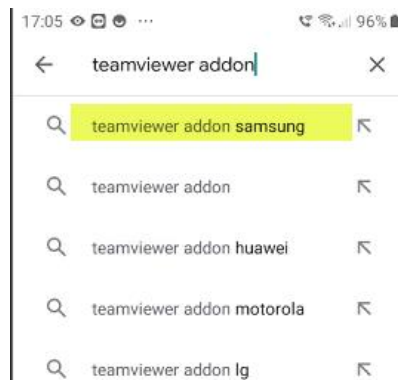 17:05 ... 96%
teamviewer addon
teamviewer addon samsung
teamviewer addon
teamviewer addon huawei
teamviewer addon motorola
teamviewer addon lg